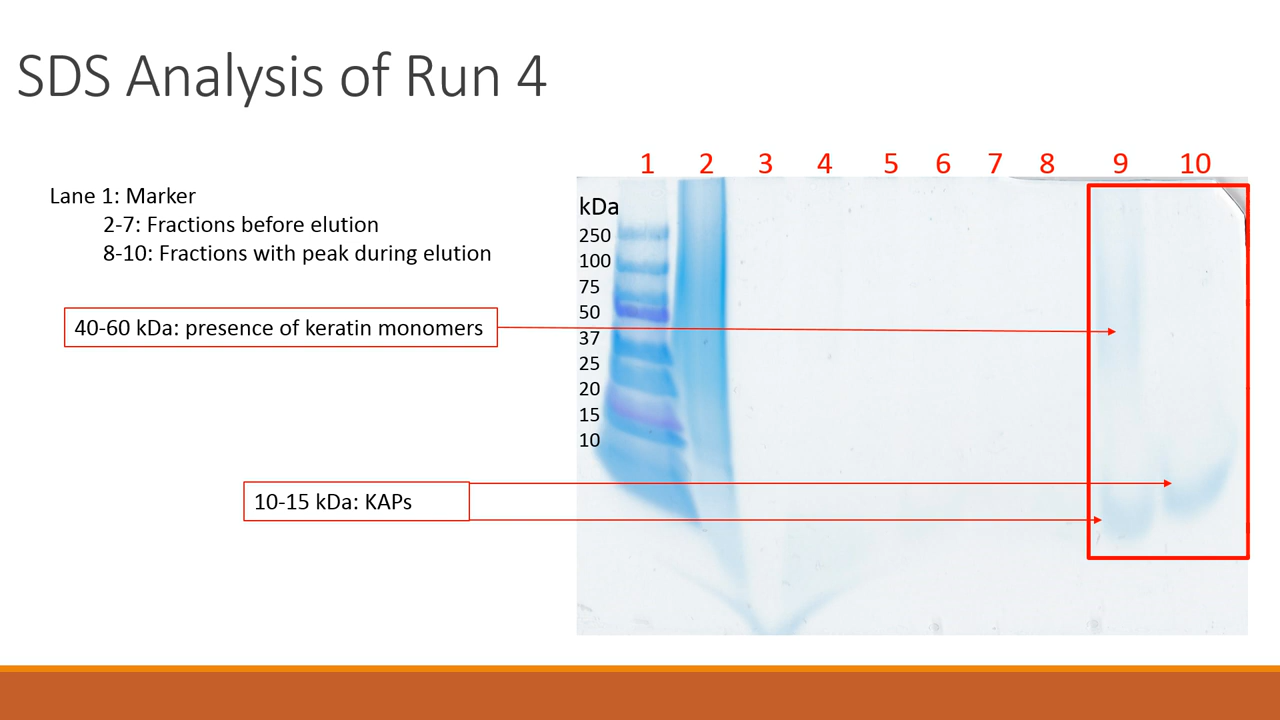 SDS Analysis of Run 4
1 2 3 4 5 6 7 8 9 10
Lane 1: Marker
2-7: Fractions before elution
8-10: Fractions with peak during elution
kDa
250
100
75
50
37
25
20
15
10
40-60 kDa: presence of keratin monomers
10-15 kDa: KAPs